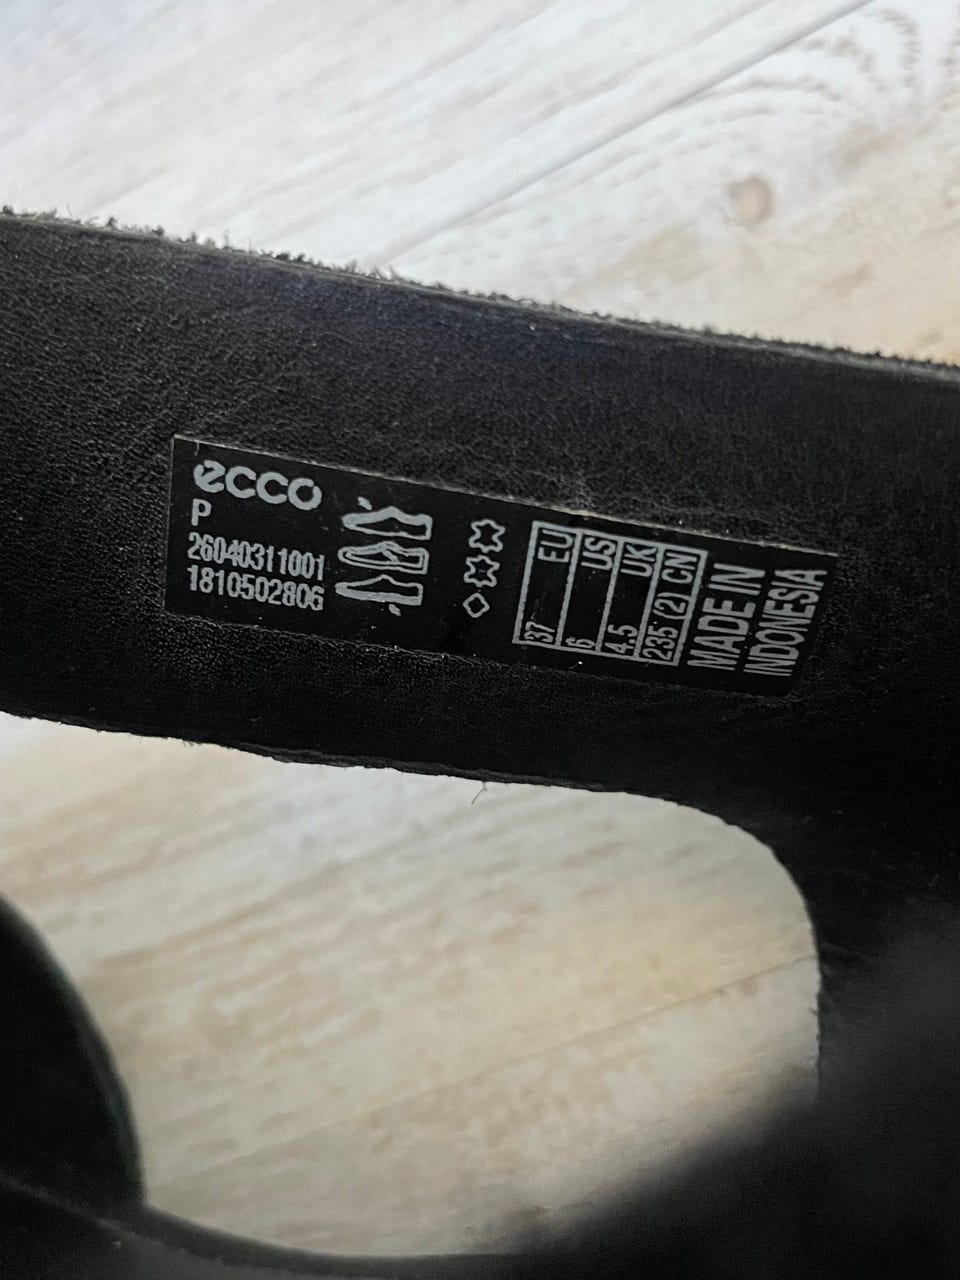 ecco
P
26040311001
1810502806
EU 37
US 6
UK 4.5
CN 235 (2)
MADE IN
INDONESIA